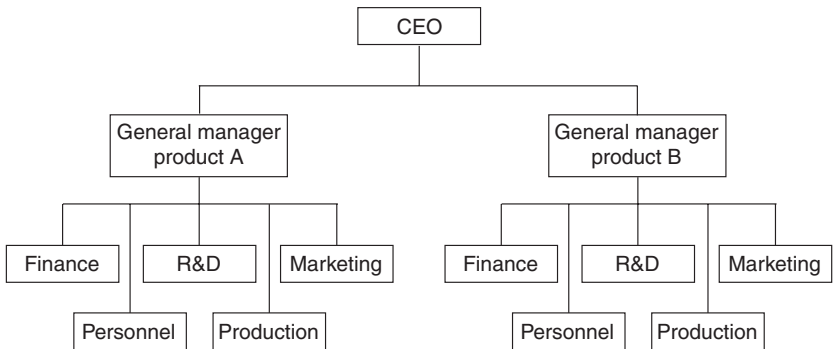 CEO
General manager
product A
General manager
product B
Finance
R&D
Marketing
Finance
R&D
Marketing
Personnel
Production
Personnel
Production